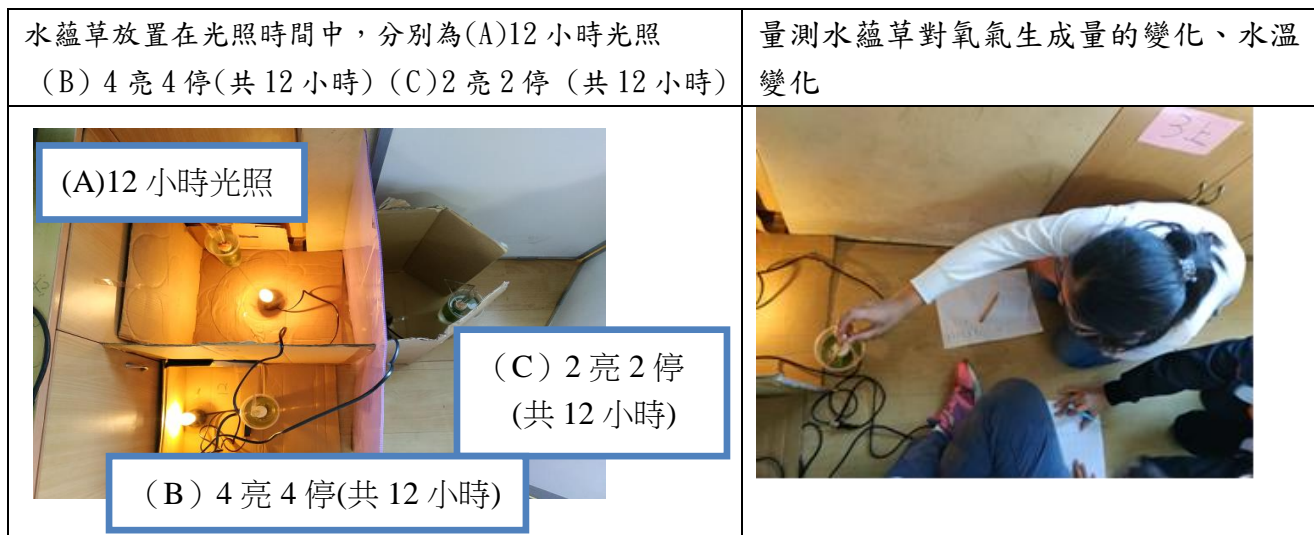 水蘊草放置在光照時間中，分別為(A)12 小時光照
（B）4 亮 4 停(共 12 小時) (C)2 亮 2 停 (共 12 小時)
量測水蘊草對氧氣生成量的變化、水溫
變化
(A)12 小時光照
（C）2 亮 2 停
(共 12 小時)
（B）4 亮 4 停(共 12 小時)
3上